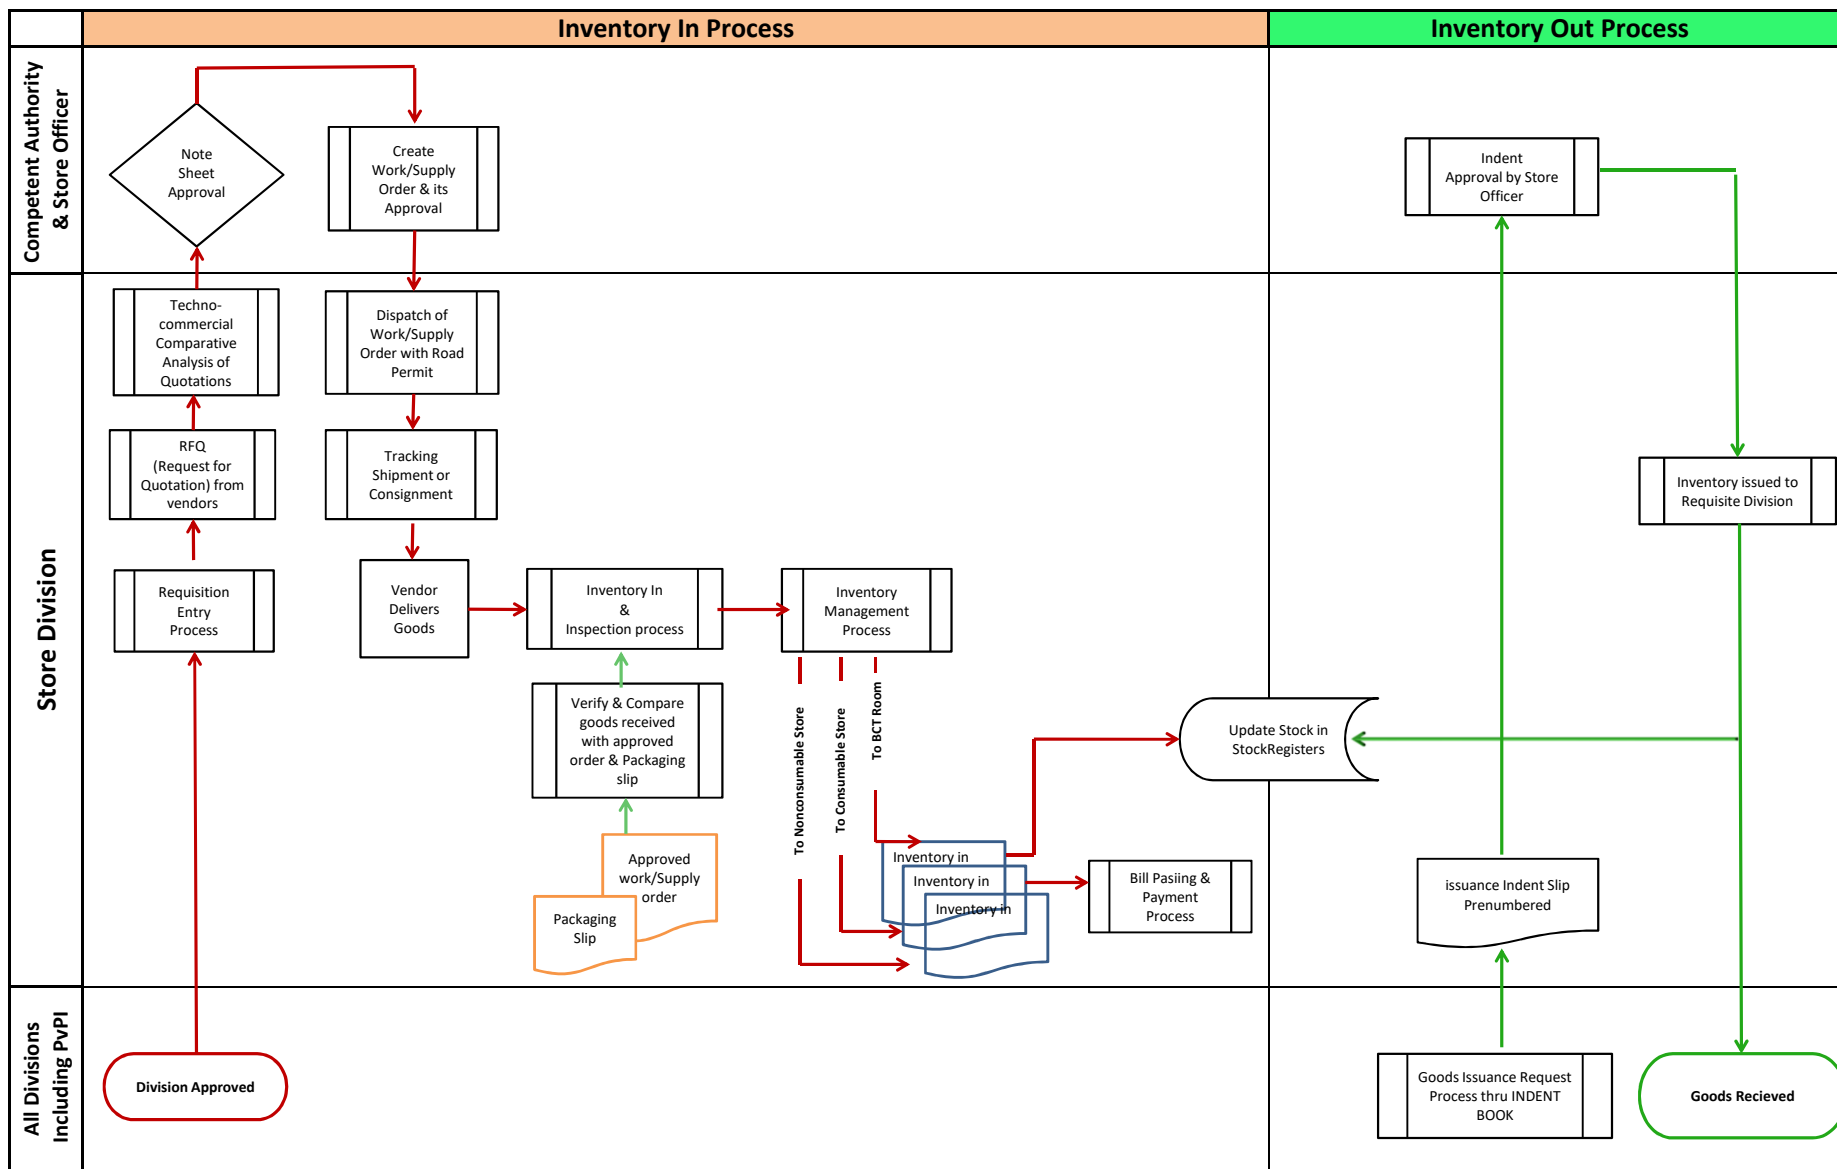 Inventory In Process
Inventory Out Process
Competent Authority
& Store Officer
Note
Sheet
Approval
Create
Work/Supply
Order & its
Approval
Indent
Approval by Store
Officer
Store Division
Techno-
commercial
Comparative
Analysis of
Quotations
Dispatch of
Work/Supply
Order with Road
Permit
RFQ
(Request for
Quotation) from
vendors
Tracking
Shipment or
Consignment
Inventory issued to
Requisite Division
Requisition
Entry
Process
Vendor
Delivers
Goods
Inventory In
&
Inspection process
Inventory
Management
Process
Verify & Compare
goods received
with approved
order & Packaging
slip
To Nonconsumable Store
To Consumable Store
To BCT Room
Update Stock in
StockRegisters
Approved
work/Supply
order
Packaging
Slip
Inventory in
Inventory in
Inventory in
Bill Pasiing &
Payment
Process
issuance Indent Slip
Prenumbered
All Divisions
Including PvPI
Division Approved
Goods Issuance Request
Process thru INDENT
BOOK
Goods Recieved